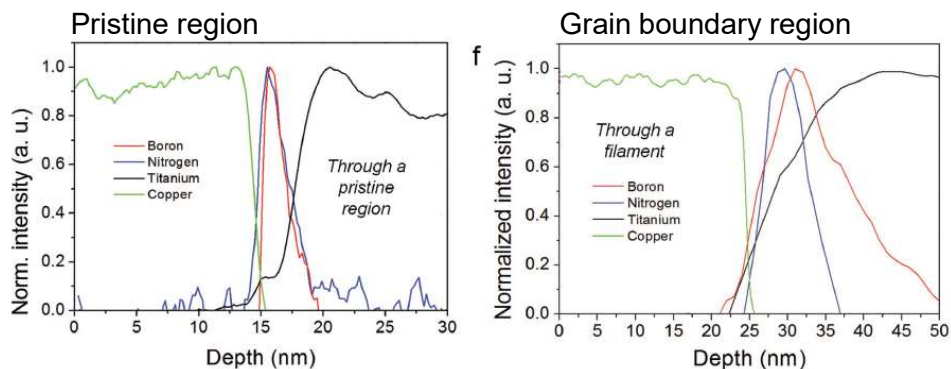 Pristine region
Norm. intensity (a. u.)
1.0
0.8
0.6
0.4
0.2
0.0
Boron
Nitrogen
Titanium
Copper
Through a
pristine
region
0 5 10 15 20 25 30
Depth (nm)
Grain boundary region
f
Normalized intensity (a. u.)
1.0
0.8
0.6
0.4
0.2
0.0
Through a
filament
Boron
Nitrogen
Titanium
Copper
0 5 10 15 20 25 30 35 40 45 50
Depth (nm)